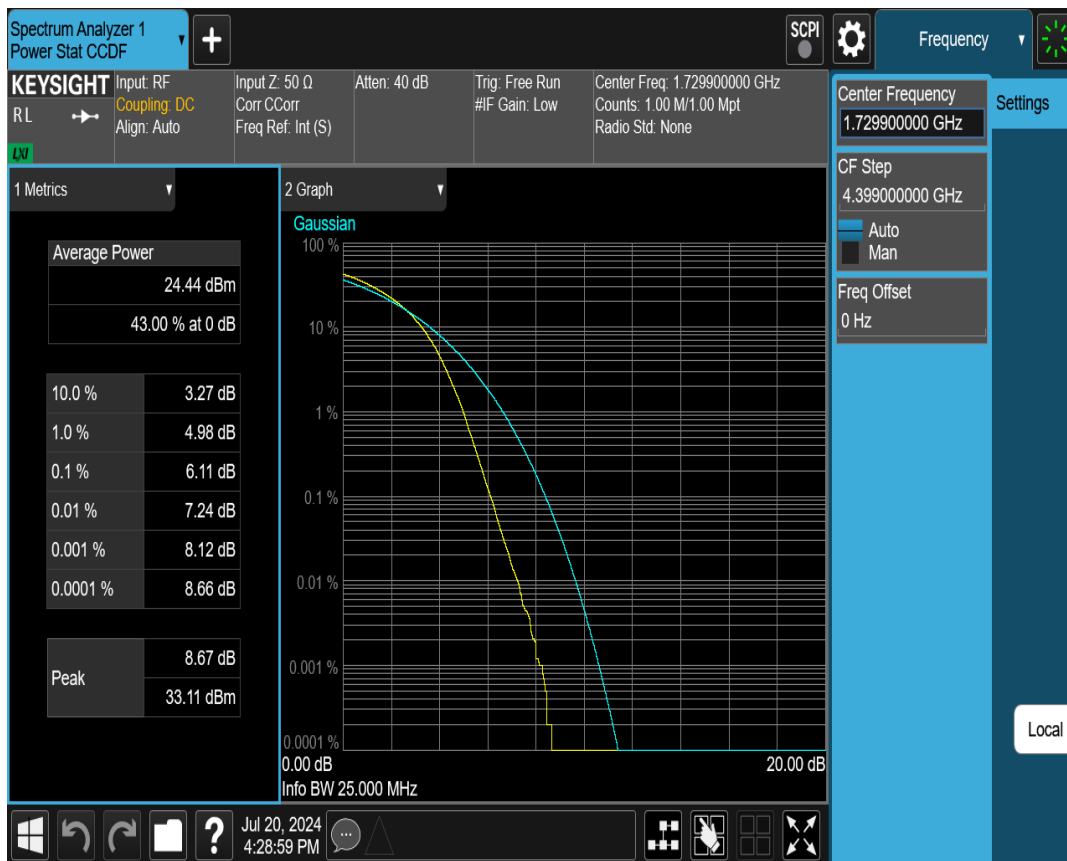 Spectrum Analyzer 1
Power Stat CCDF
+
SCPI
Frequency
KEYSIGHT
RL
LXI
Input: RF
Coupling: DC
Align: Auto
Input Z: 50 Ω
Corr CCorr
Freq Ref: Int (S)
Atten: 40 dB
Trig: Free Run
#IF Gain: Low
Center Freq: 1.729900000 GHz
Counts: 1.00 M/1.00 Mpt
Radio Std: None
Center Frequency
1.729900000 GHz
Settings
CF Step
4.399000000 GHz
Auto
Man
Freq Offset
0 Hz
Local
1 Metrics
Average Power
24.44 dBm
43.00 % at 0 dB
10.0 % 3.27 dB
1.0 % 4.98 dB
0.1 % 6.11 dB
0.01 % 7.24 dB
0.001 % 8.12 dB
0.0001 % 8.66 dB
Peak
8.67 dB
33.11 dBm
2 Graph
Gaussian
100 %
10 %
1 %
0.1 %
0.01 %
0.001 %
0.0001 %
0.00 dB 20.00 dB
Info BW 25.000 MHz
?
Jul 20, 2024
4:28:59 PM